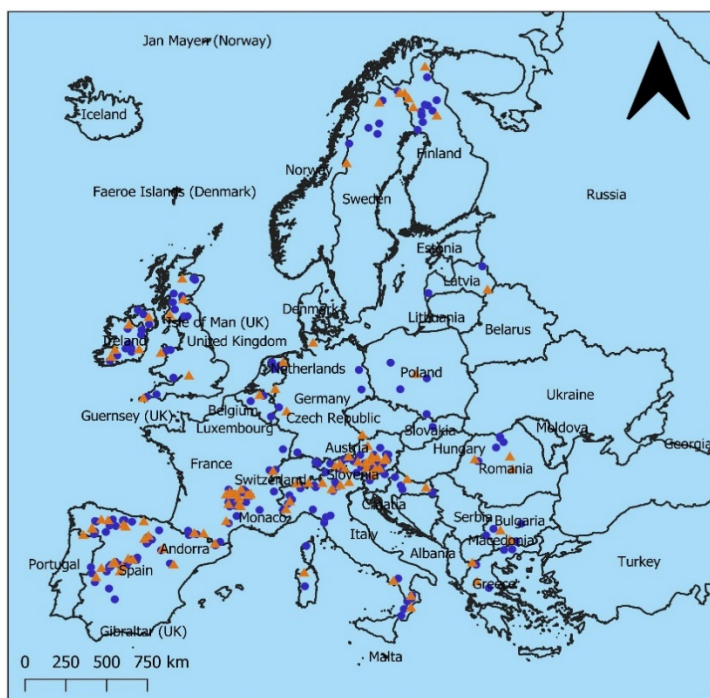 Jan Mayen (Norway)
Iceland
Faeroe Islands (Denmark)
Norway
Finland
Sweden
Russia
Estonia
Latvia
Denmark
Lithuania
Belarus
Isle of Man (UK)
Ireland
United Kingdom
Netherlands
Poland
Germany
Ukraine
Guernsey (UK)
Belgium
Czech Republic
Luxembourg
Slovakia
Moldova
Austria
Hungary
Georgia
France
Switzerland
Slovenia
Romania
Croatia
Monaco
Serbia
Bulgaria
Italy
Macedonia
Andorra
Albania
Portugal
Spain
Turkey
Greece
Gibraltar (UK)
Malta
0 250 500 750 km